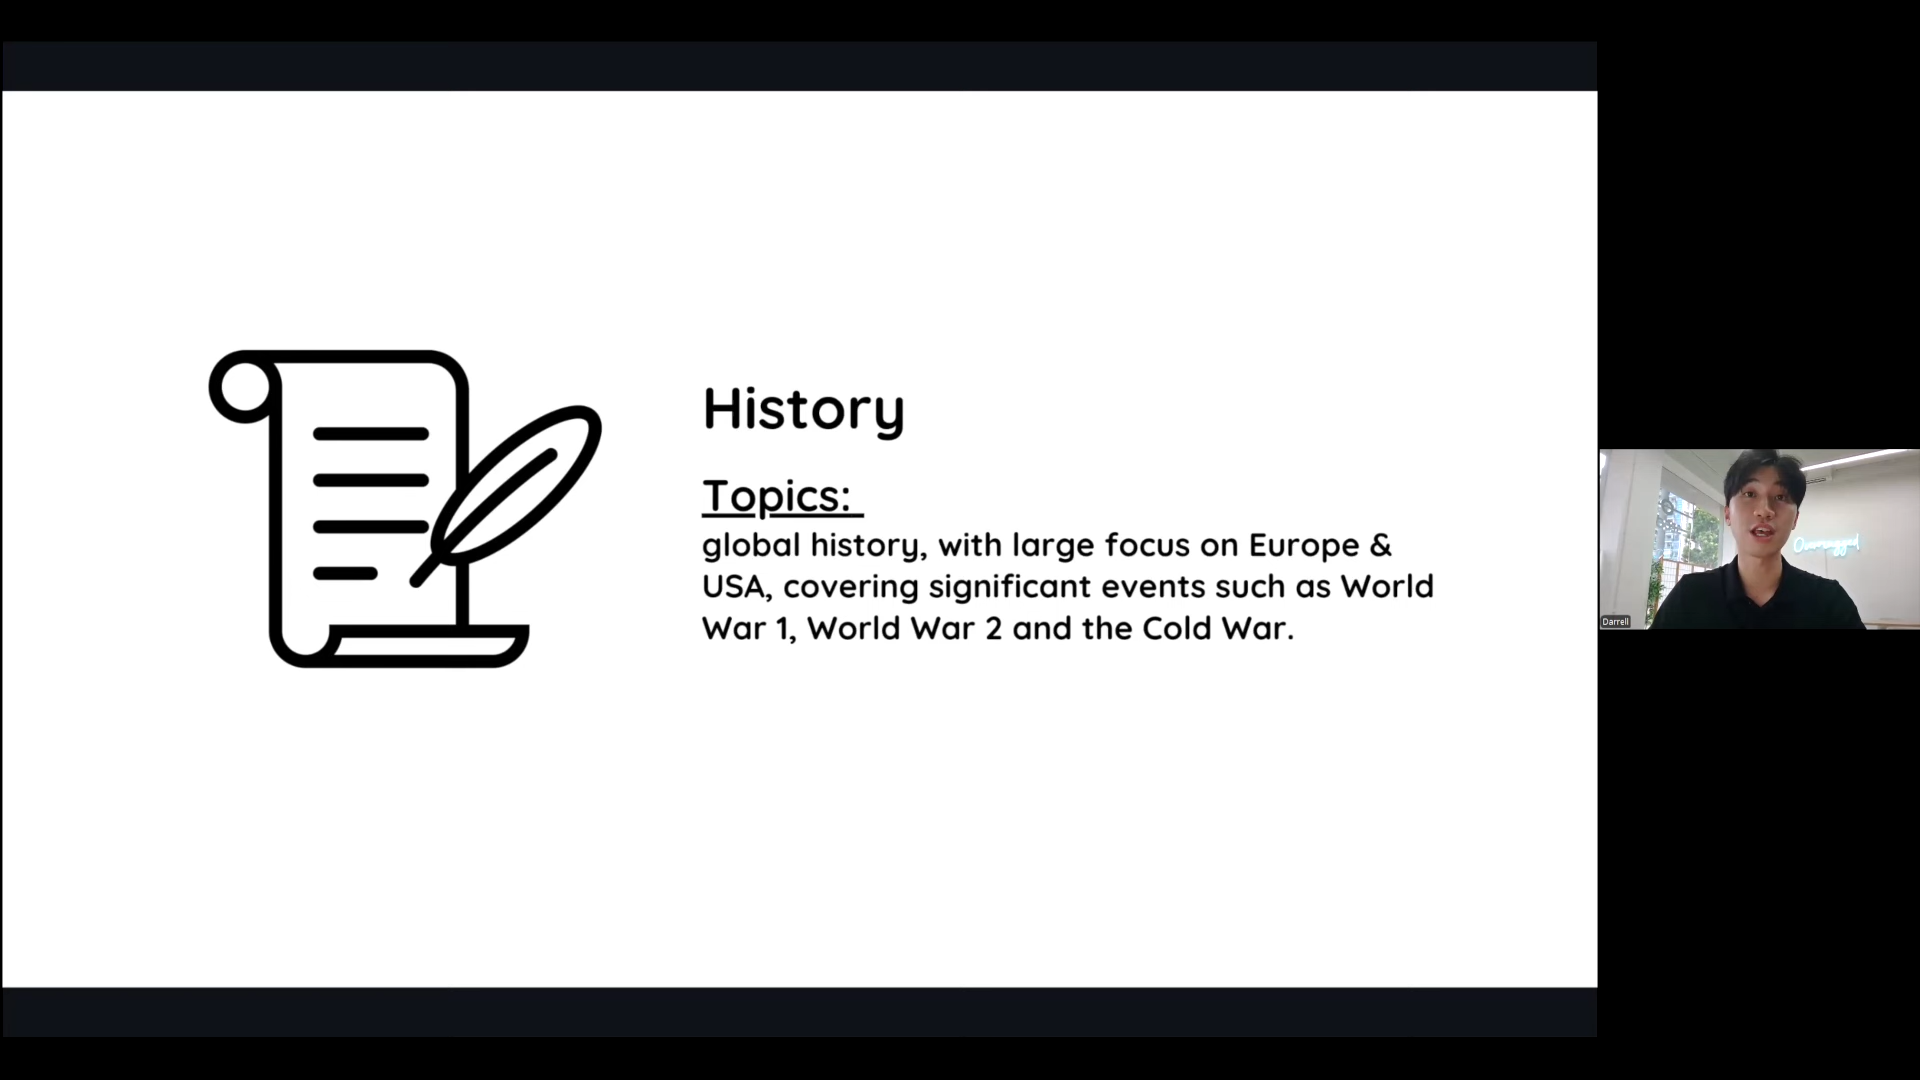 History
Topics:
global history, with large focus on Europe &
USA, covering significant events such as World
War 1, World War 2 and the Cold War.
Darrell